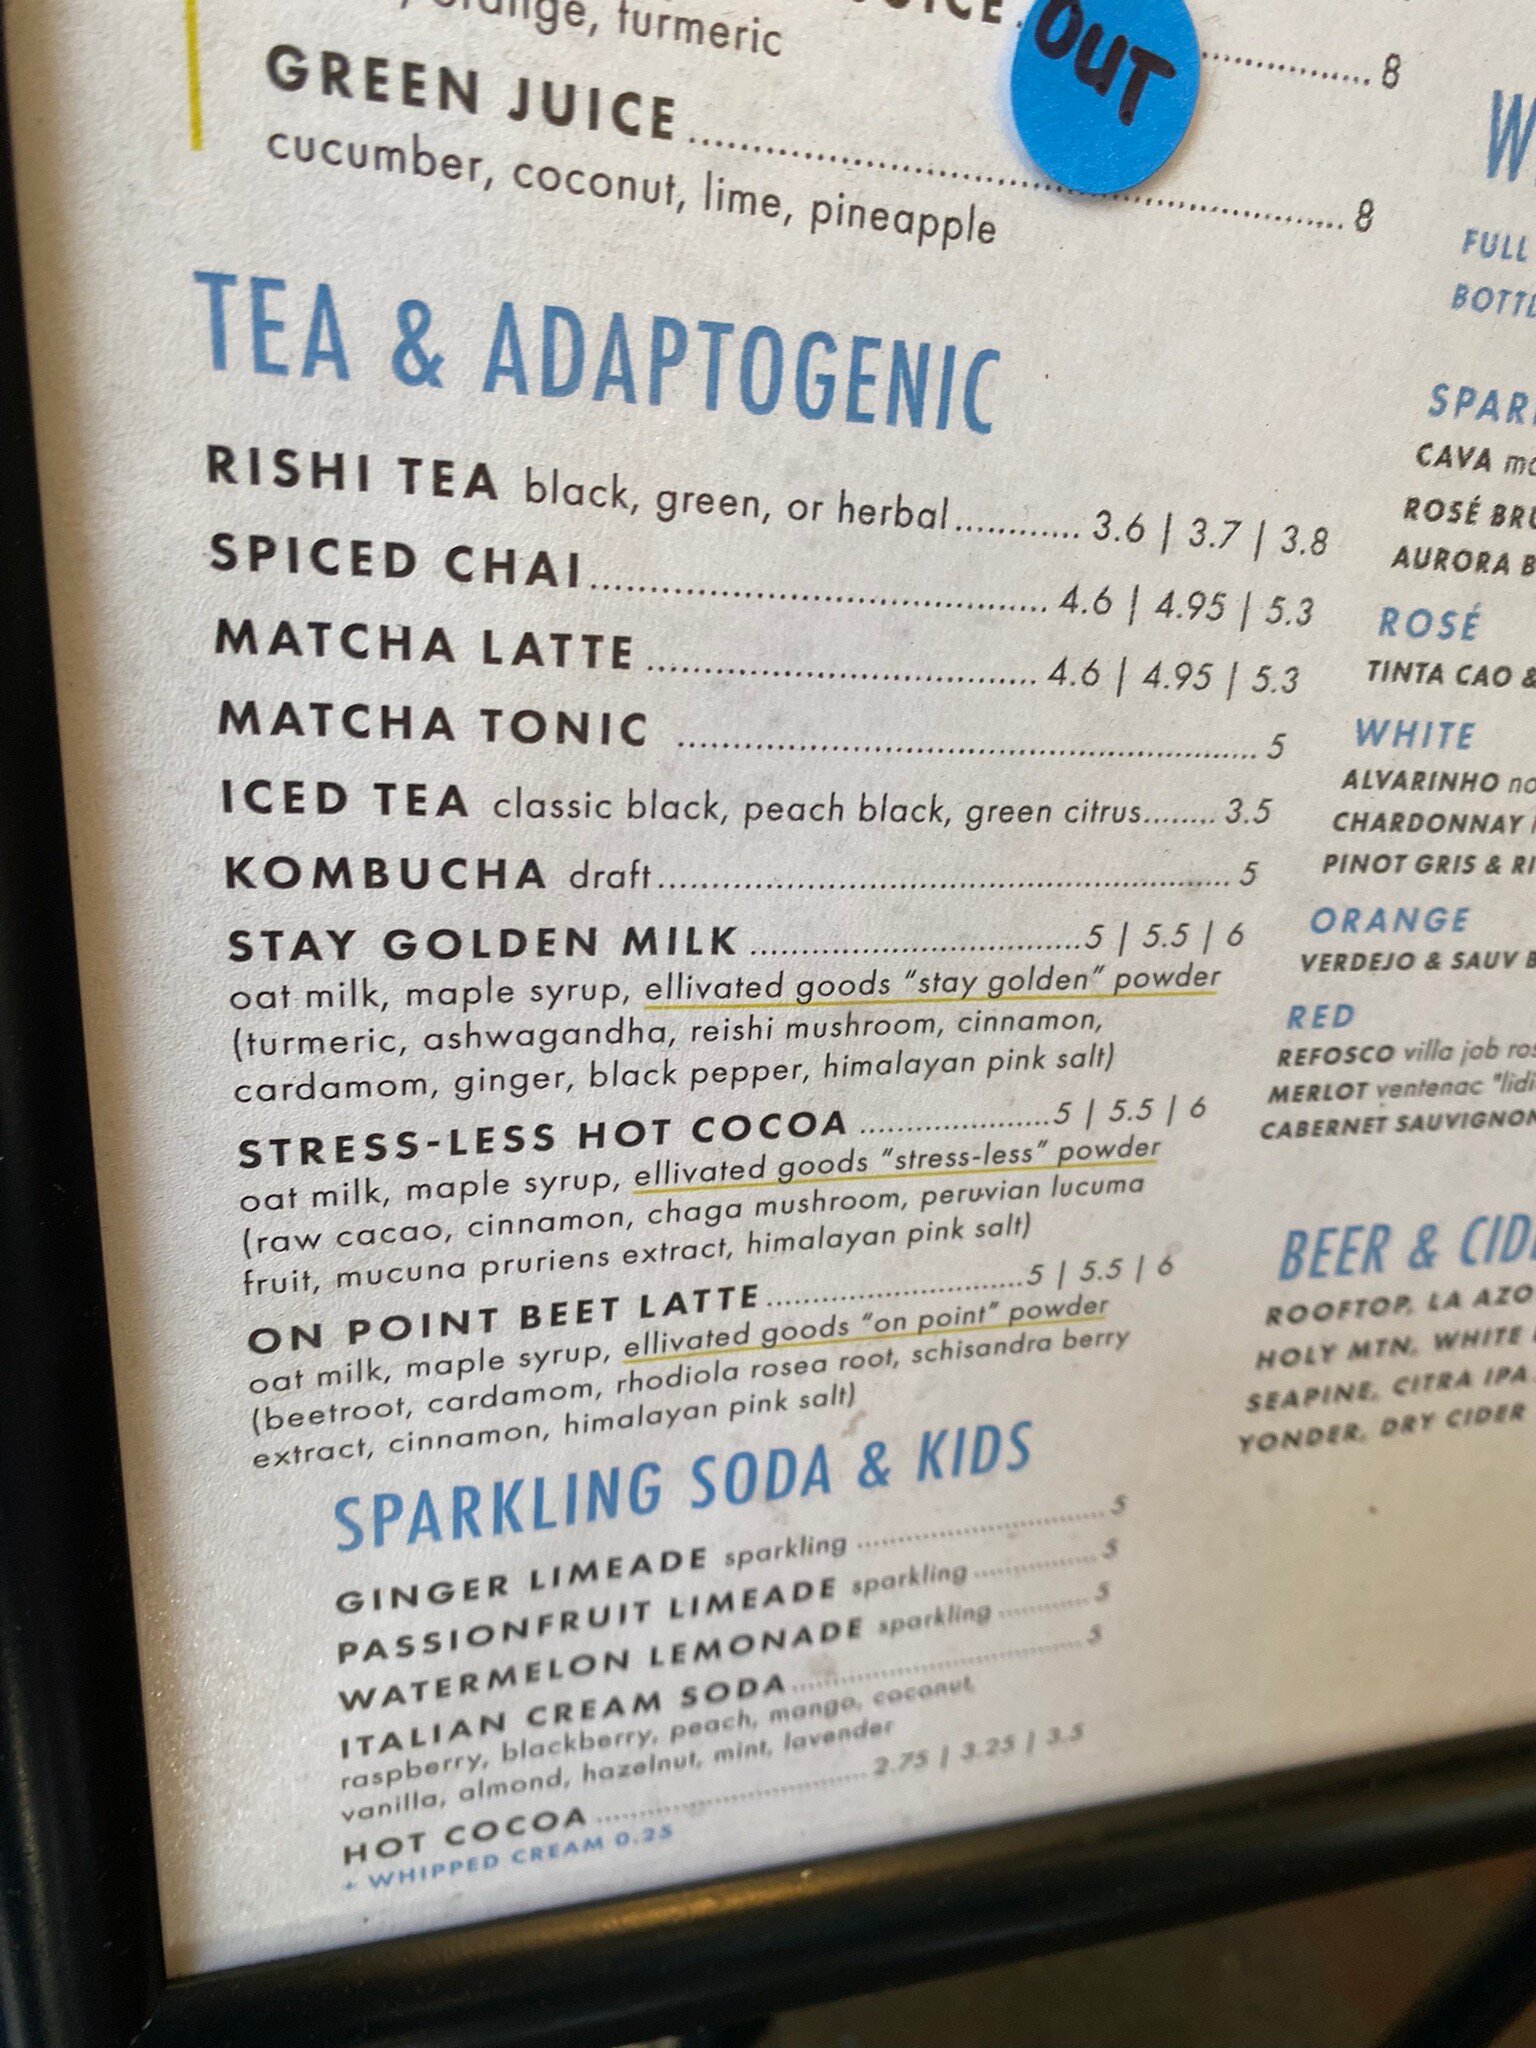 OUT
8
orange, turmeric
GREEN JUICE 8
cucumber, coconut, lime, pineapple
TEA & ADAPTOGENIC
RISHI TEA black, green, or herbal 3.6 | 3.7 | 3.8
SPICED CHAI 4.6 | 4.95 | 5.3
MATCHA LATTE 4.6 | 4.95 | 5.3
MATCHA TONIC 5
ICED TEA classic black, peach black, green citrus 3.5
KOMBUCHA draft 5
STAY GOLDEN MILK 5 | 5.5 | 6
oat milk, maple syrup, ellivated goods "stay golden" powder
(turmeric, ashwagandha, reishi mushroom, cinnamon,
cardamom, ginger, black pepper, himalayan pink salt)
STRESS-LESS HOT COCOA 5 | 5.5 | 6
oat milk, maple syrup, ellivated goods "stress-less" powder
(raw cacao, cinnamon, chaga mushroom, peruvian lucuma
fruit, mucuna pruriens extract, himalayan pink salt)
ON POINT BEET LATTE 5 | 5.5 | 6
oat milk, maple syrup, ellivated goods "on point" powder
(beetroot, cardamom, rhodiola rosea root, schisandra berry
extract, cinnamon, himalayan pink salt)
SPARKLING SODA & KIDS
GINGER LIMEADE sparkling 5
PASSIONFRUIT LIMEADE sparkling 5
WATERMELON LEMONADE sparkling 5
ITALIAN CREAM SODA 5
raspberry, blackberry, peach, mango, coconut,
vanilla, almond, hazelnut, mint, lavender
HOT COCOA 2.75 | 3.25 | 3.5
+ WHIPPED CREAM 0.25
FULL
CAVA
ROSÉ
AURORA
ROSÉ
TINTA CAO &
WHITE
ALVARINHO
CHARDONNAY
PINOT GRIS &
ORANGE
VERDEJO & SAUV
RED
REFOSCO villa job
MERLOT ventenac
CABERNET SAUVIGNON
BEER &
ROOFTOP, LA
HOLY MTN, WHITE
SEAPINE, CITRA IPA
YONDER, DRY CIDER